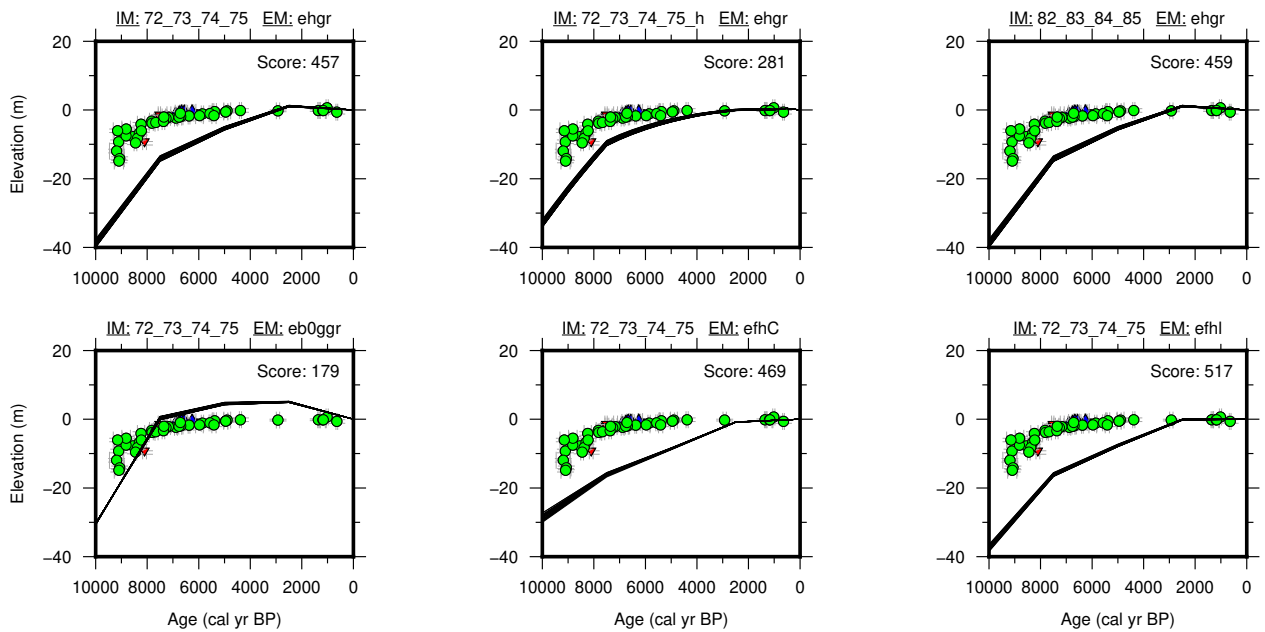 IM: 72_73_74_75 EM: ehgr
IM: 72_73_74_75_h EM: ehgr
IM: 82_83_84_85 EM: ehgr
20
0
−20
−40
Elevation (m)
Score: 457
10000 8000 6000 4000 2000 0
20
0
−20
−40
Score: 281
10000 8000 6000 4000 2000 0
20
0
−20
−40
Score: 459
10000 8000 6000 4000 2000 0
IM: 72_73_74_75 EM: eb0ggr
IM: 72_73_74_75 EM: efhC
IM: 72_73_74_75 EM: efhI
20
0
−20
−40
Elevation (m)
Score: 179
10000 8000 6000 4000 2000 0
Age (cal yr BP)
20
0
−20
−40
Score: 469
10000 8000 6000 4000 2000 0
Age (cal yr BP)
20
0
−20
−40
Score: 517
10000 8000 6000 4000 2000 0
Age (cal yr BP)